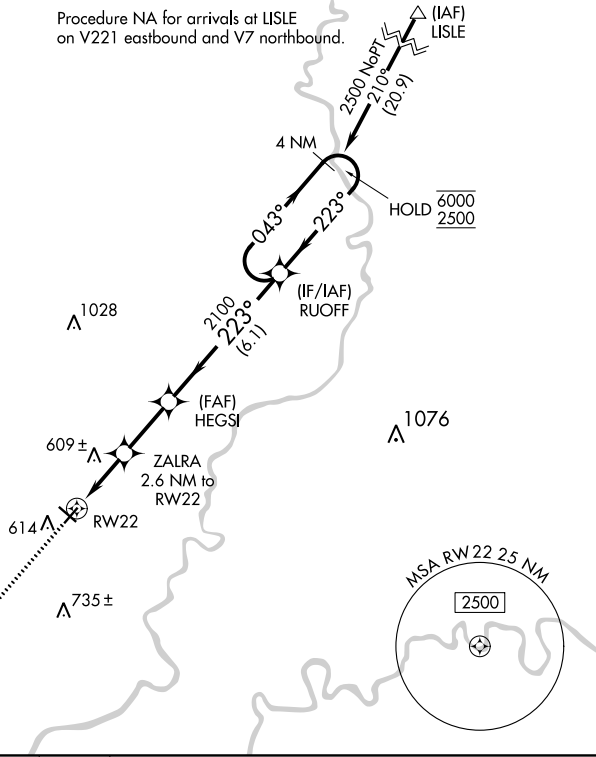 Procedure NA for arrivals at LISLE
on V221 eastbound and V7 northbound.
(IAF)
LISLE
2500 NoPT
210°
(20.9)
4 NM
HOLD 6000
2500
043°
223°
(IF/IAF)
RUOFF
2100
223°
(6.1)
1028
(FAF)
HEGSI
1076
609±
ZALRA
2.6 NM to
RW22
614
RW22
735±
MSA RW22 25 NM
2500